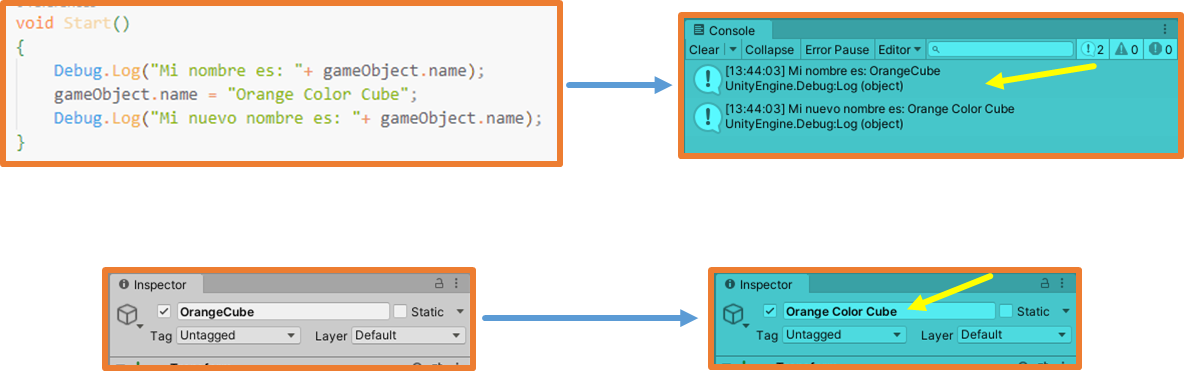 void Start()
{
Debug.Log("Mi nombre es: "+ gameObject.name);
gameObject.name = "Orange Color Cube";
Debug.Log("Mi nuevo nombre es: "+ gameObject.name);
}
Console
Clear Collapse Error Pause Editor 2 0 0
[13:44:03] Mi nombre es: OrangeCube
UnityEngine.Debug:Log (object)
[13:44:03] Mi nuevo nombre es: Orange Color Cube
UnityEngine.Debug:Log (object)
Inspector
OrangeCube Static
Tag Untagged Layer Default
Inspector
Orange Color Cube Static
Tag Untagged Layer Default